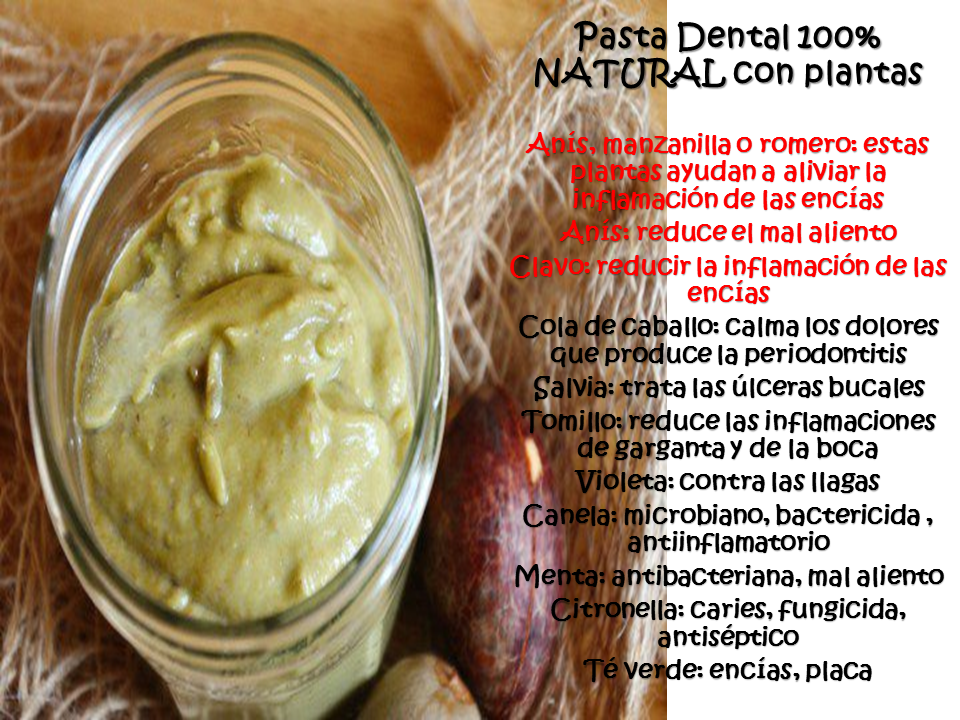 Pasta Dental 100%
NATURAL con plantas
Anís, manzanilla o romero: estas
plantas ayudan a aliviar la
inflamación de las encías
Anís: reduce el mal aliento
Clavo: reducir la inflamación de las
encías
Cola de caballo: calma los dolores
que produce la periodontitis
Salvia: trata las úlceras bucales
Tomillo: reduce las inflamaciones
de garganta y de la boca
Violeta: contra las llagas
Canela: microbiano, bactericida ,
antiinflamatorio
Menta: antibacteriana, mal aliento
Citronella: caries, fungicida,
antiséptico
Té verde: encías, placa